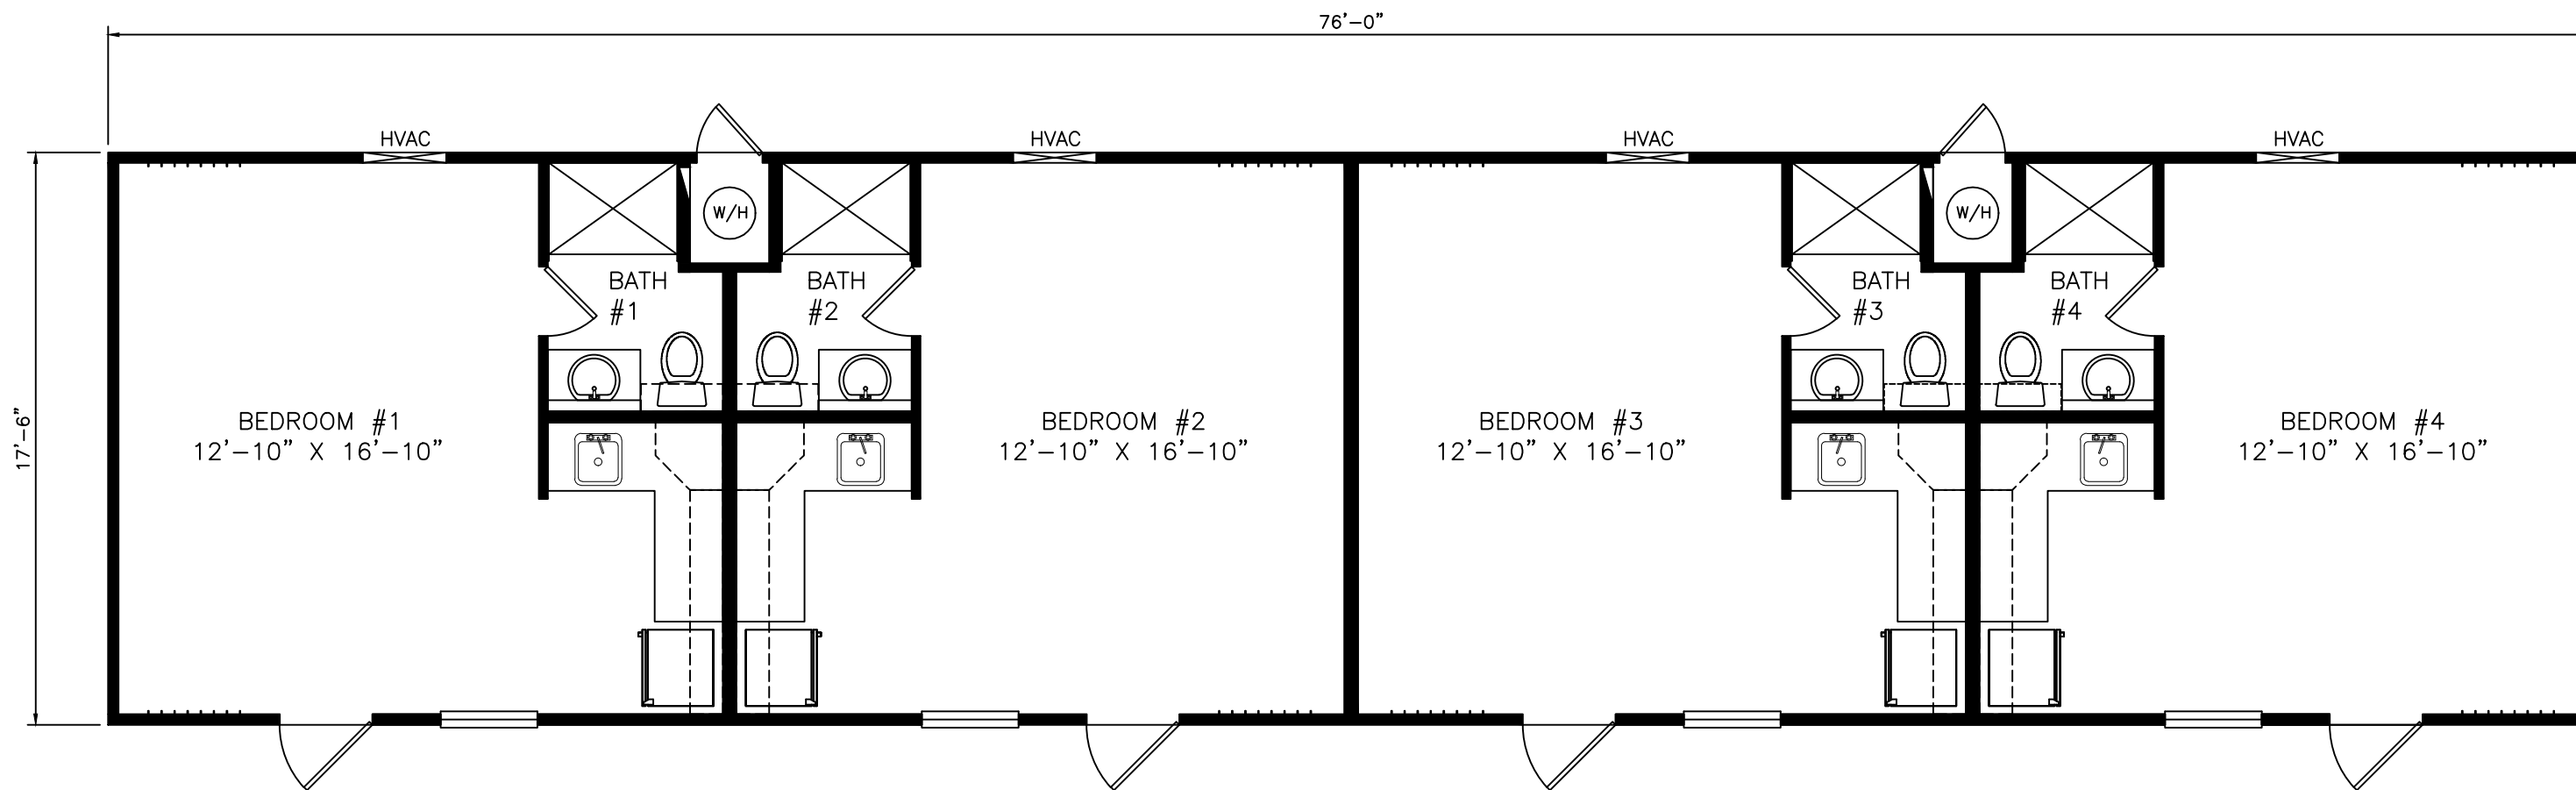 76'-0"
HVAC
HVAC
HVAC
HVAC
W/H
W/H
BATH
#1
BATH
#2
BATH
#3
BATH
#4
17'-6"
BEDROOM #1
12'-10" X 16'-10"
BEDROOM #2
12'-10" X 16'-10"
BEDROOM #3
12'-10" X 16'-10"
BEDROOM #4
12'-10" X 16'-10"